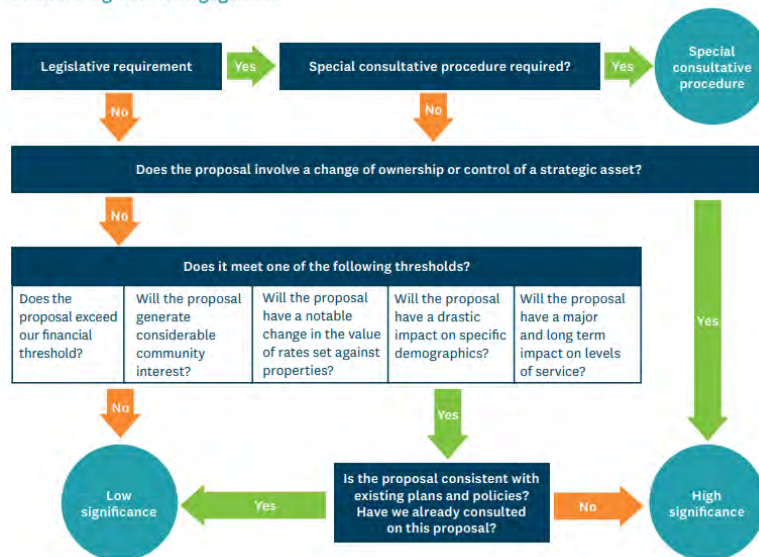 Legislative requirement
Yes
Special consultative procedure required?
Yes
Special
consultative
procedure
No
No
Does the proposal involve a change of ownership or control of a strategic asset?
No
Yes
Does it meet one of the following thresholds?
Does the
proposal exceed
our financial
threshold?
Will the proposal
generate
considerable
community
interest?
Will the proposal
have a notable
change in the value
of rates set against
properties?
Will the proposal
have a drastic
impact on specific
demographics?
Will the proposal
have a major
and long term
impact on levels
of service?
No
Yes
Low
significance
Yes
Is the proposal consistent with
existing plans and policies?
Have we already consulted
on this proposal?
No
High
significance